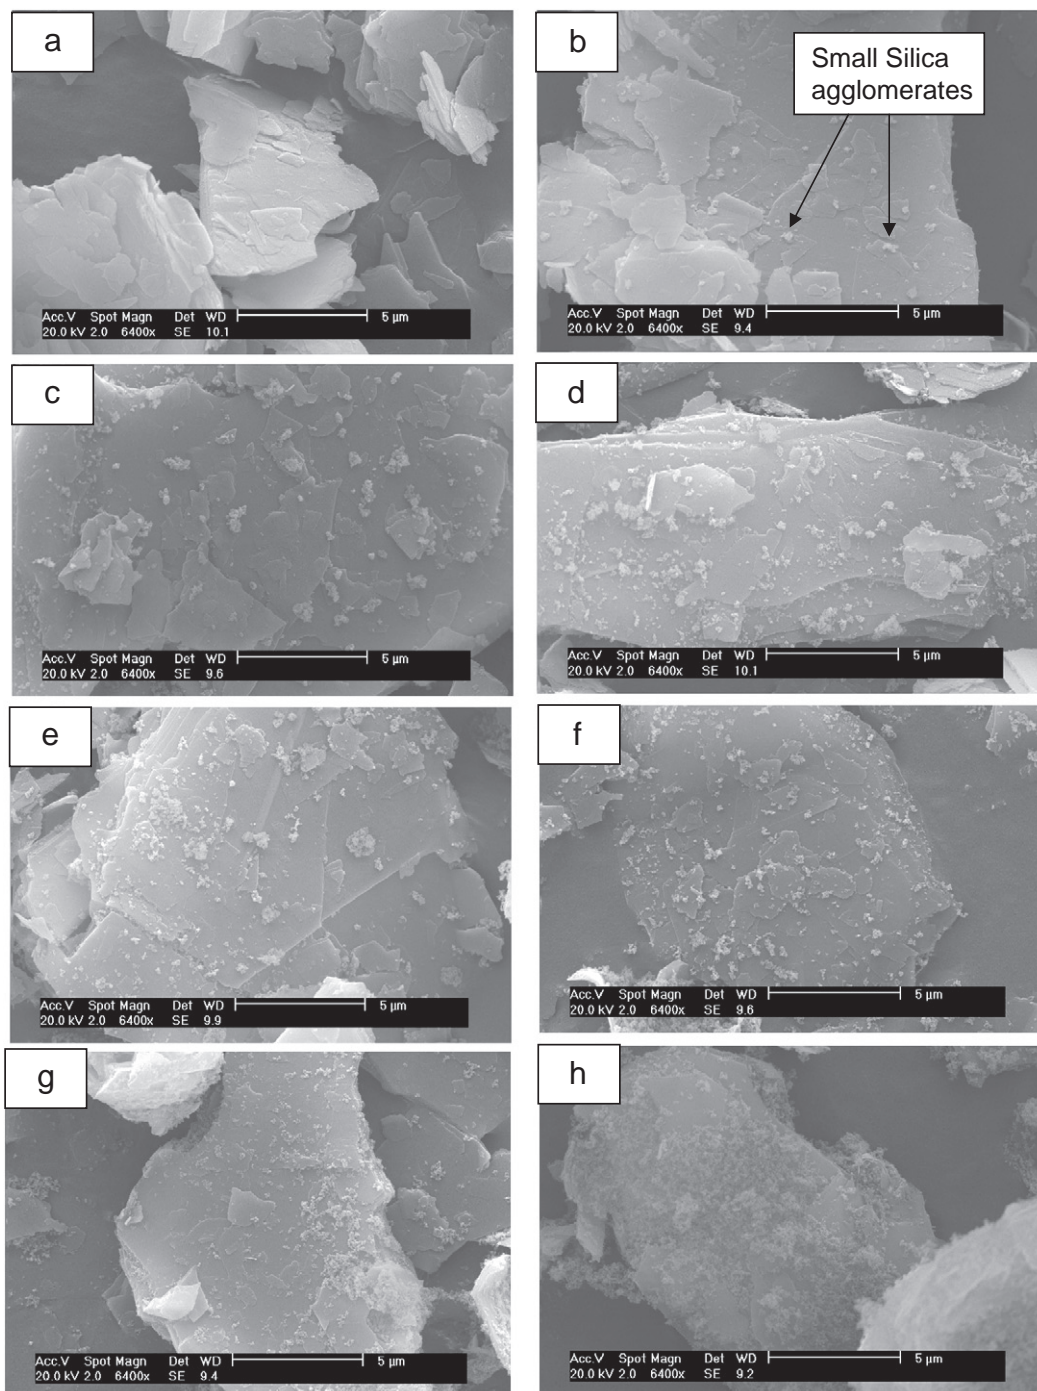 a
Acc.V Spot Magn Det WD 5 µm
20.0 kV 2.0 6400x SE 10.1
b
Small Silica
agglomerates
Acc.V Spot Magn Det WD 5 µm
20.0 kV 2.0 6400x SE 9.4
c
Acc.V Spot Magn Det WD 5 µm
20.0 kV 2.0 6400x SE 9.6
d
Acc.V Spot Magn Det WD 5 µm
20.0 kV 2.0 6400x SE 10.1
e
Acc.V Spot Magn Det WD 5 µm
20.0 kV 2.0 6400x SE 9.9
f
Acc.V Spot Magn Det WD 5 µm
20.0 kV 2.0 6400x SE 9.6
g
Acc.V Spot Magn Det WD 5 µm
20.0 kV 2.0 6400x SE 9.4
h
Acc.V Spot Magn Det WD 5 µm
20.0 kV 2.0 6400x SE 9.2